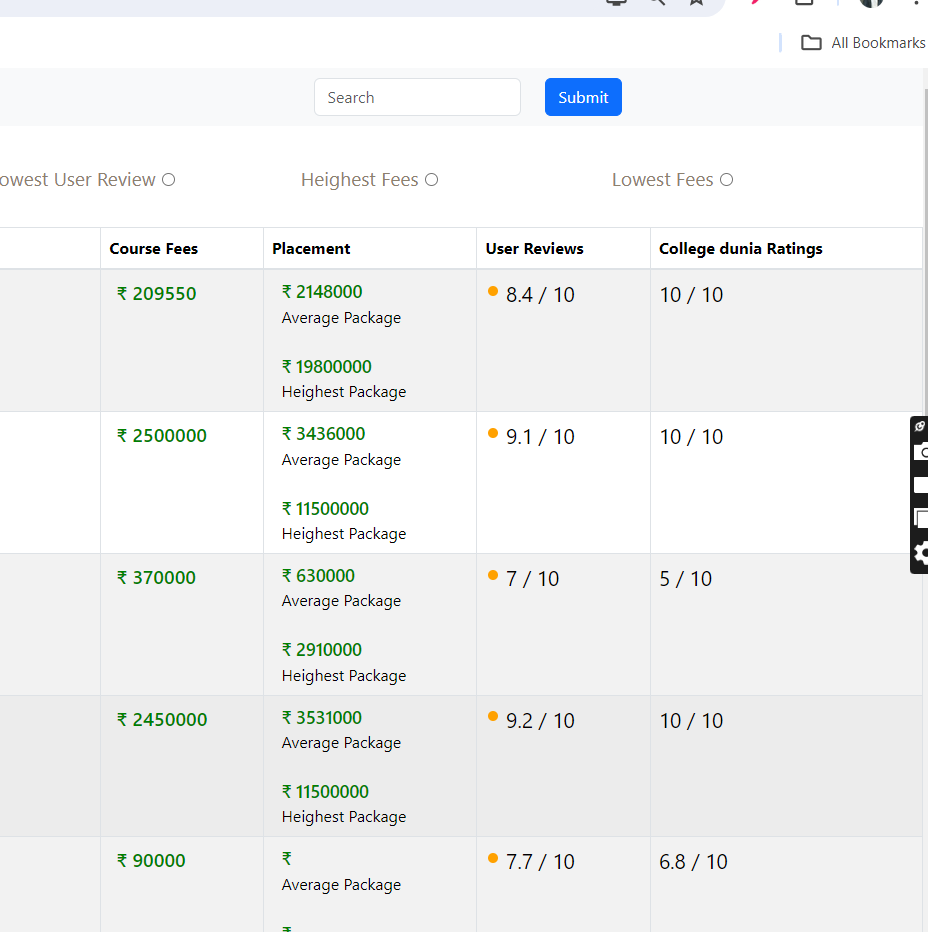 All Bookmarks
Search Submit
owest User Review Heighest Fees Lowest Fees
Course Fees Placement User Reviews College dunia Ratings
₹ 209550 ₹ 2148000 8.4 / 10 10 / 10
Average Package
₹ 19800000
Heighest Package
₹ 2500000 ₹ 3436000 9.1 / 10 10 / 10
Average Package
₹ 11500000
Heighest Package
₹ 370000 ₹ 630000 7 / 10 5 / 10
Average Package
₹ 2910000
Heighest Package
₹ 2450000 ₹ 3531000 9.2 / 10 10 / 10
Average Package
₹ 11500000
Heighest Package
₹ 90000 ₹ 7.7 / 10 6.8 / 10
Average Package
₹